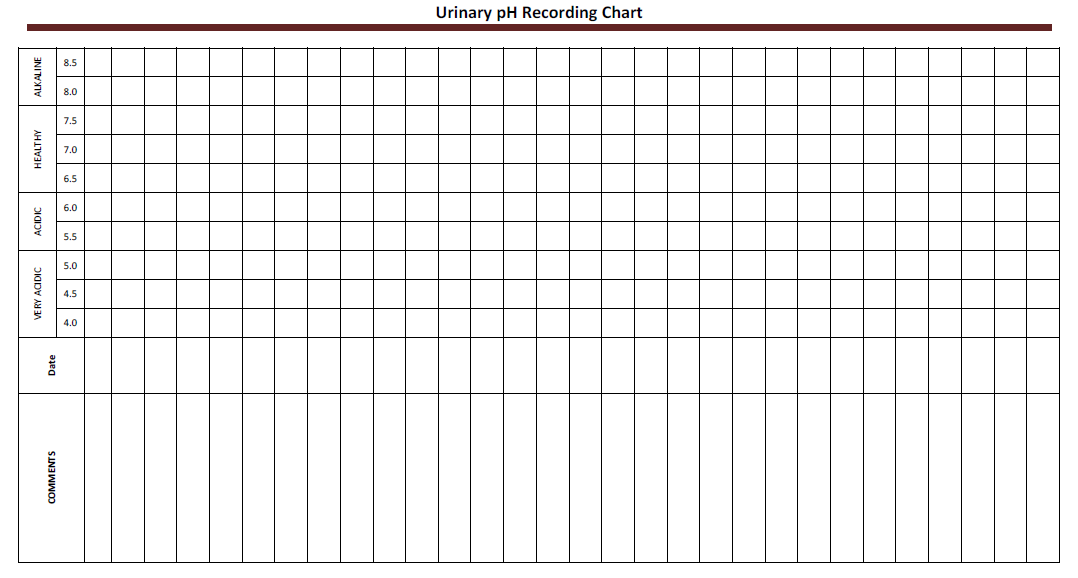 Urinary pH Recording Chart
ALKALINE
8.5
8.0
HEALTHY
7.5
7.0
6.5
ACIDIC
6.0
5.5
VERY ACIDIC
5.0
4.5
4.0
Date
COMMENTS